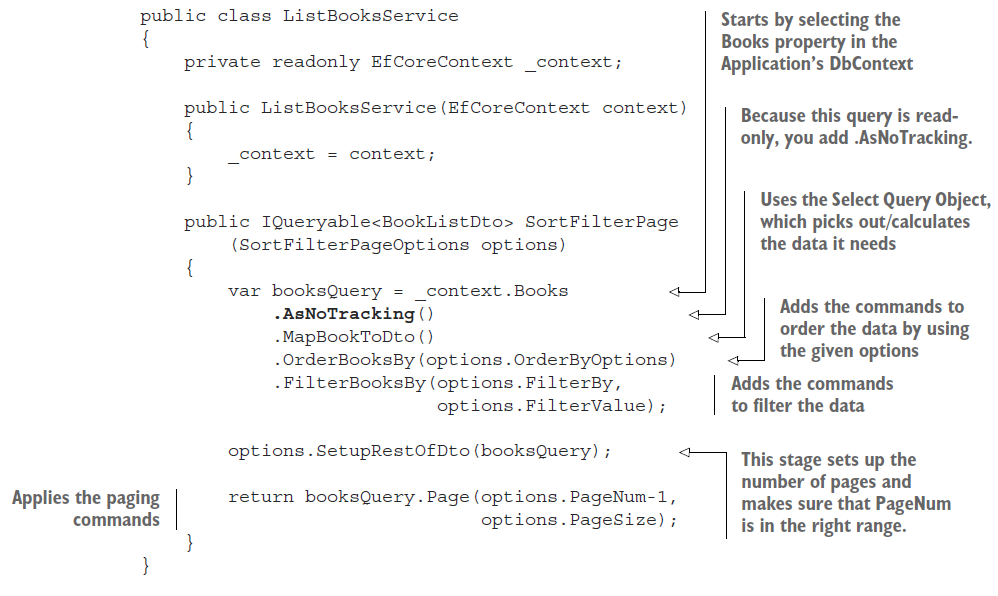 public class ListBooksService
{
private readonly EfCoreContext _context;
public ListBooksService(EfCoreContext context)
{
_context = context;
}
public IQueryable<BookListDto> SortFilterPage
(SortFilterPageOptions options)
{
var booksQuery = _context.Books
.AsNoTracking()
.MapBookToDto()
.OrderBooksBy(options.OrderByOptions)
.FilterBooksBy(options.FilterBy,
options.FilterValue);
options.SetupRestOfDto(booksQuery);
return booksQuery.Page(options.PageNum-1,
options.PageSize);
}
}
Starts by selecting the
Books property in the
Application's DbContext
Because this query is read-
only, you add .AsNoTracking.
Uses the Select Query Object,
which picks out/calculates
the data it needs
Adds the commands to
order the data by using
the given options
Adds the commands
to filter the data
This stage sets up the
number of pages and
makes sure that PageNum
is in the right range.
Applies the paging
commands